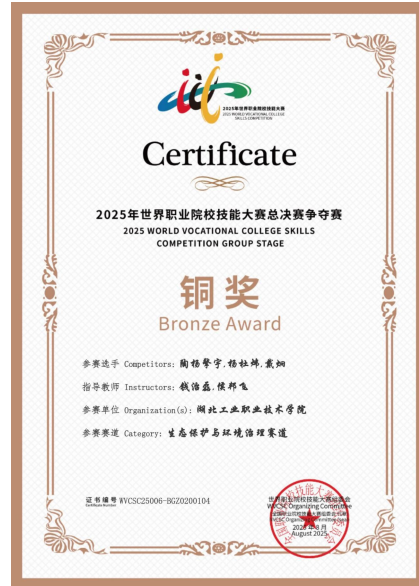 2025年世界职业院校技能大赛
2025 WORLD VOCATIONAL COLLEGE
SKILLS COMPETITION
Certificate
2025年世界职业院校技能大赛总决赛争夺赛
2025 WORLD VOCATIONAL COLLEGE SKILLS
COMPETITION GROUP STAGE
铜奖
Bronze Award
参赛选手 Competitors: 陶杨擎宇,杨杜娉,戴炯
指导教师 Instructors: 钱治磊,侯邦飞
参赛单位 Organization(s): 湖北工业职业技术学院
参赛赛道 Category: 生态保护与环境治理赛道
证书编号 WVCSC25006-BGZ0200104
Certificate Number
世界职业院校技能大赛组委会
WVCSC Organizing Committee
August 2025